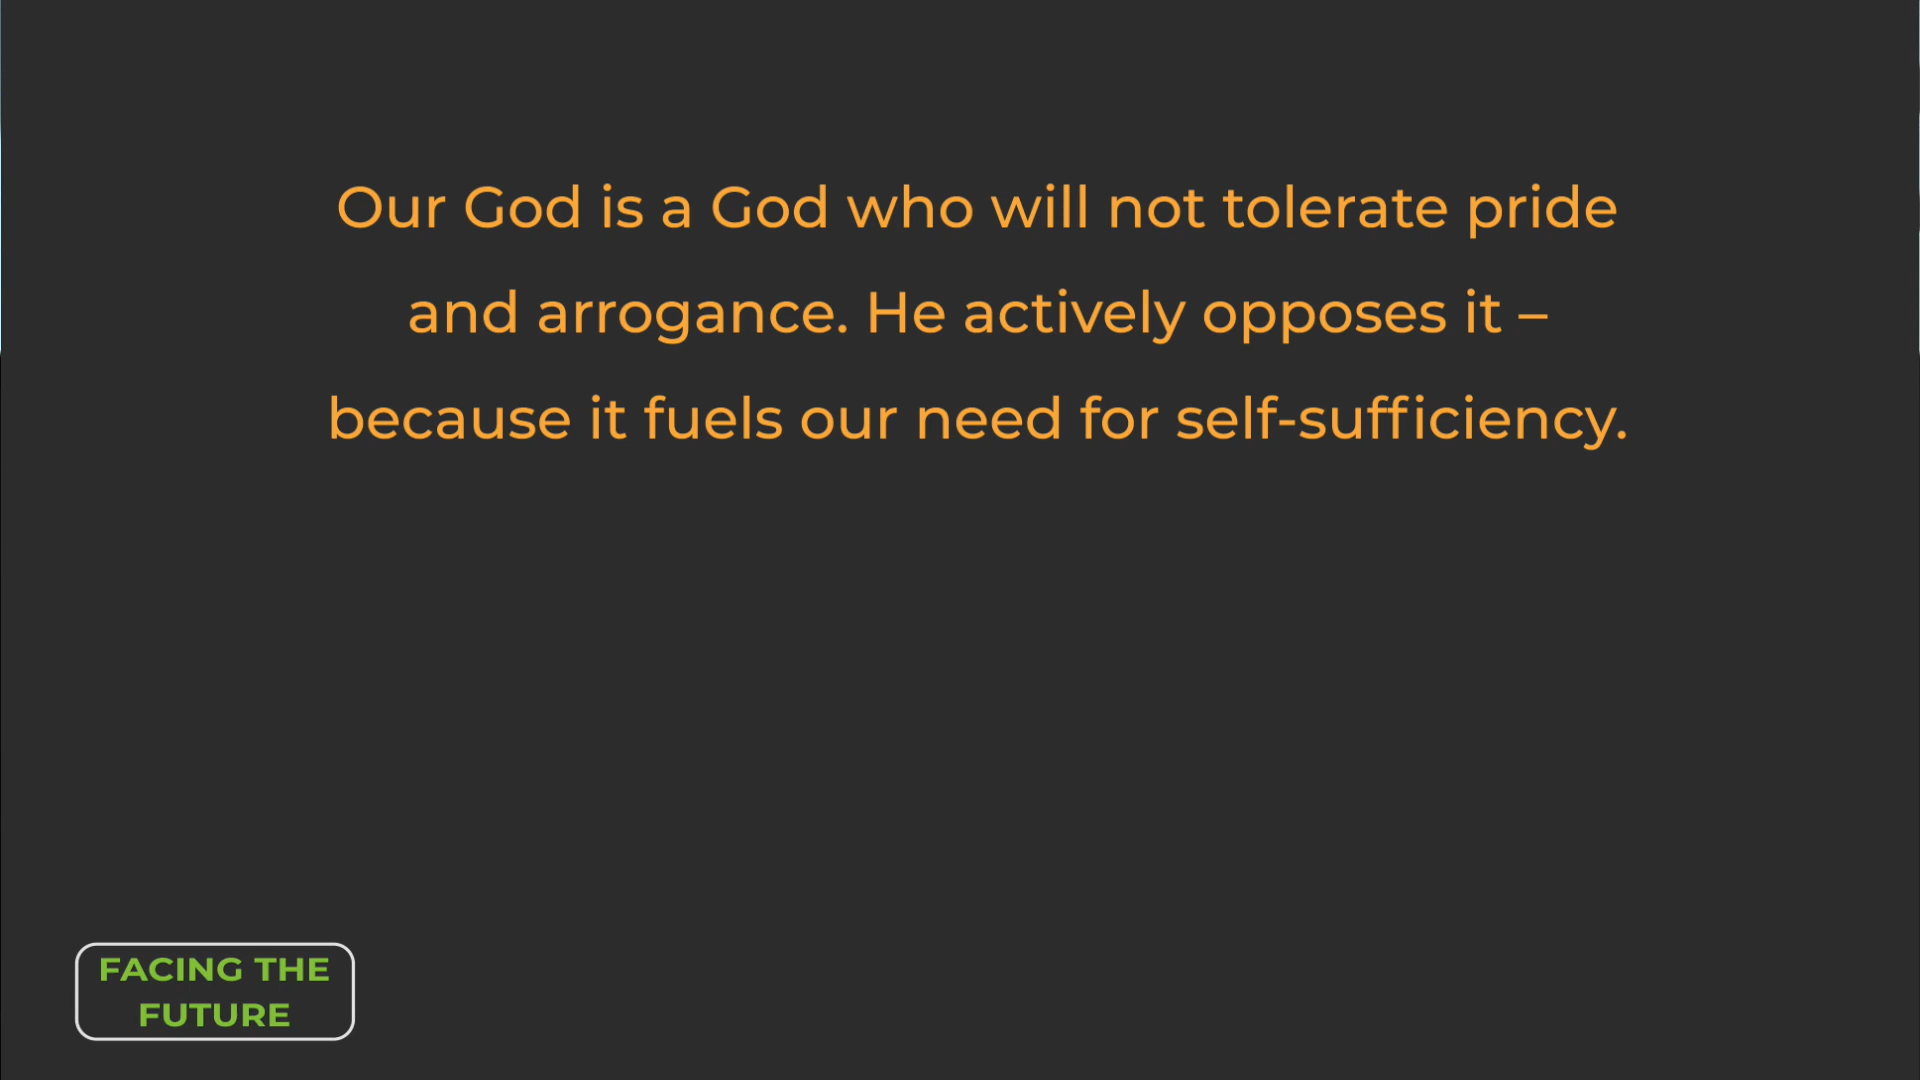 Our God is a God who will not tolerate pride
and arrogance. He actively opposes it –
because it fuels our need for self-sufficiency.
FACING THE
FUTURE